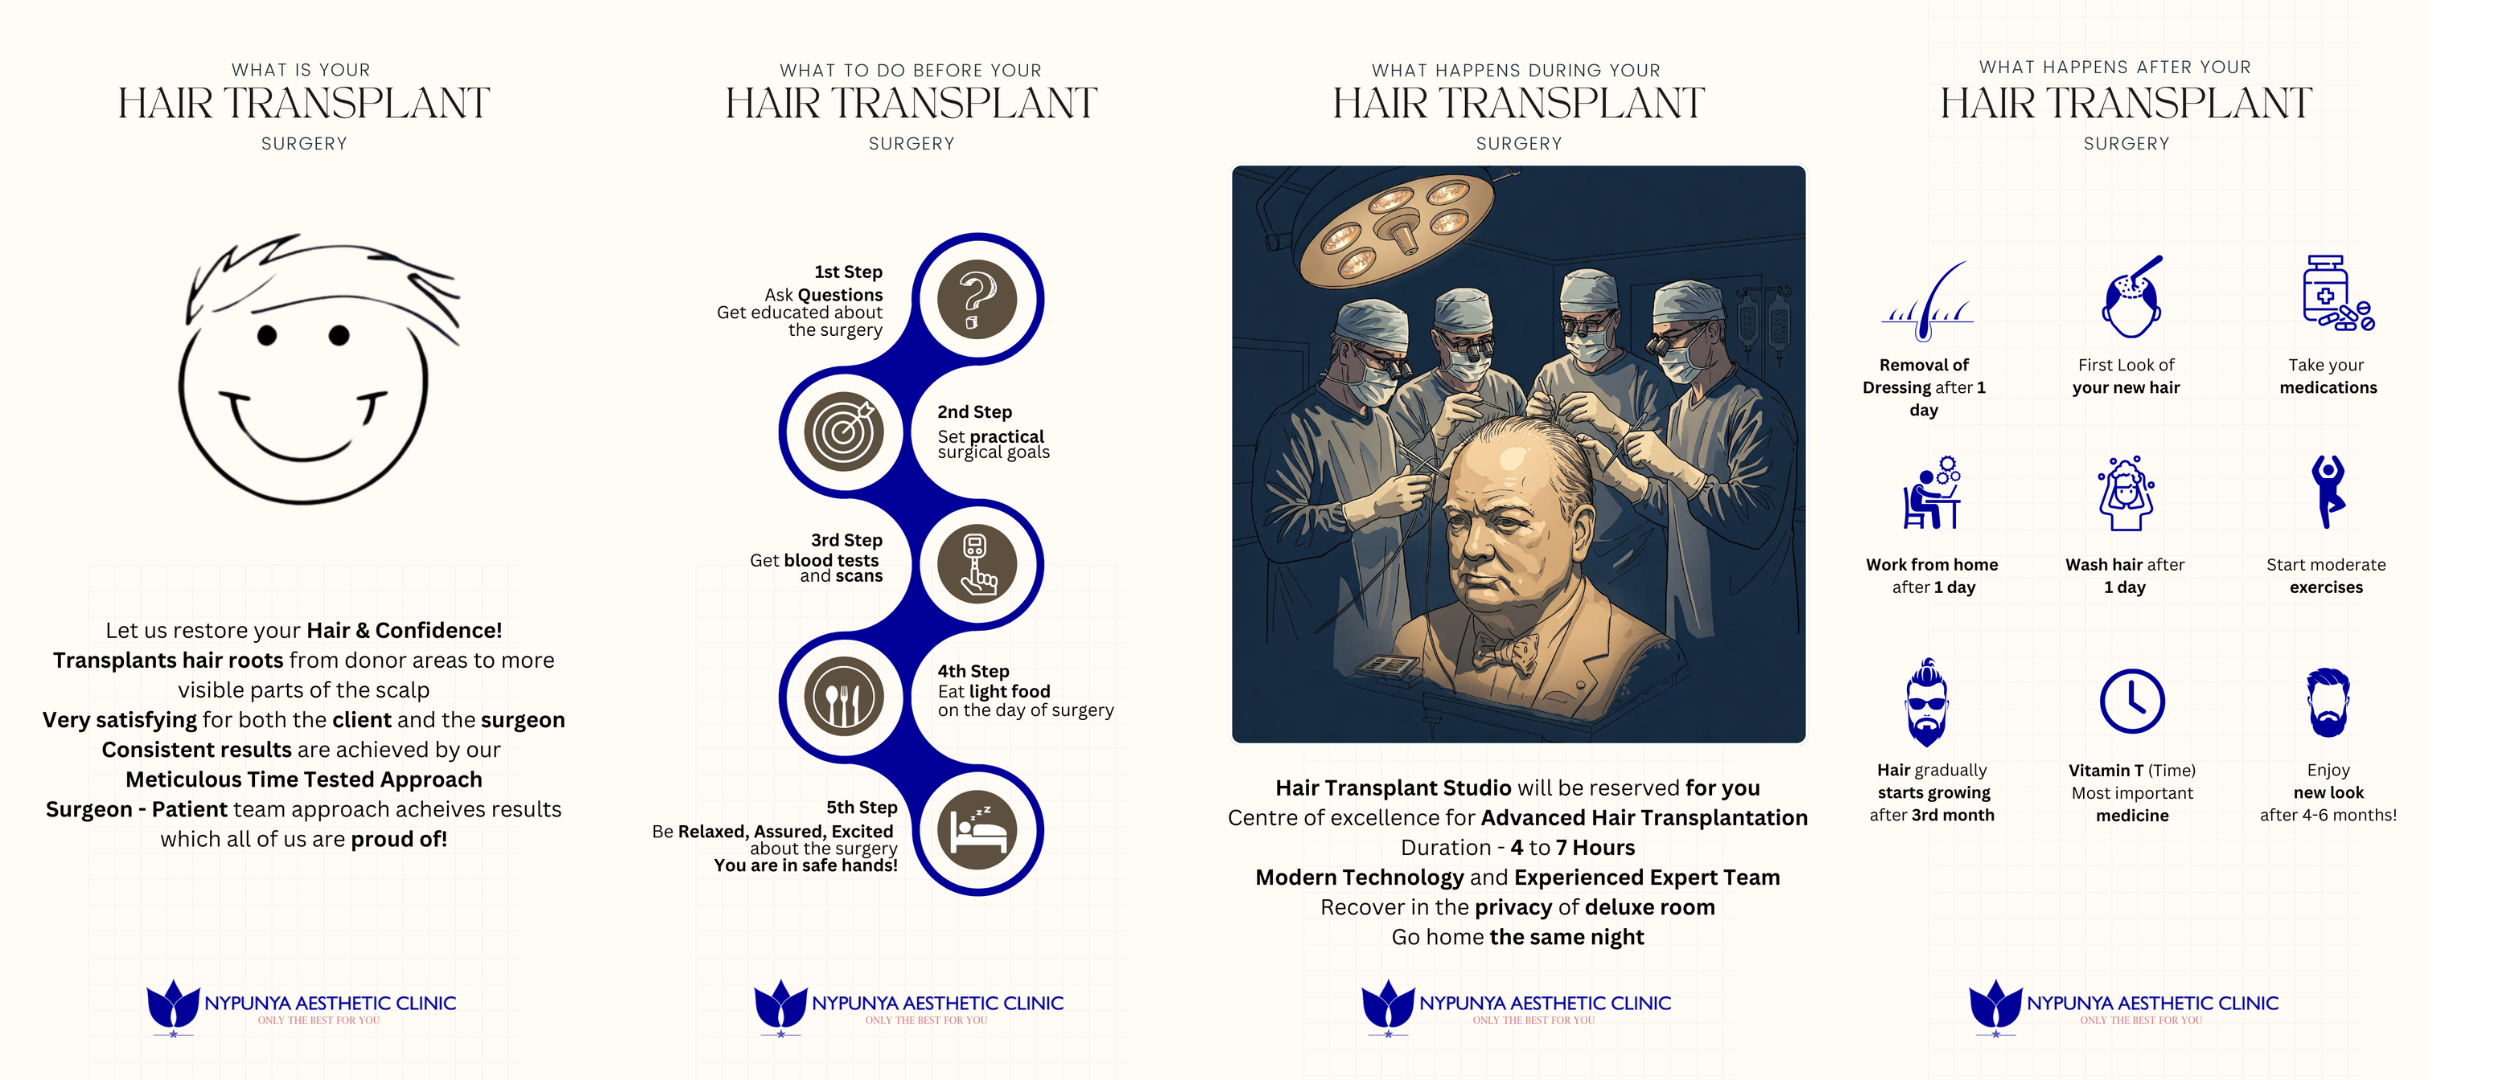 WHAT IS YOUR
HAIR TRANSPLANT
SURGERY
Let us restore your Hair & Confidence!
Transplants hair roots from donor areas to more
visible parts of the scalp
Very satisfying for both the client and the surgeon
Consistent results are achieved by our
Meticulous Time Tested Approach
Surgeon - Patient team approach acheives results
which all of us are proud of!
NYPUNYA AESTHETIC CLINIC
ONLY THE BEST FOR YOU
WHAT TO DO BEFORE YOUR
HAIR TRANSPLANT
SURGERY
1st Step
Ask Questions
Get educated about
the surgery
2nd Step
Set practical
surgical goals
3rd Step
Get blood tests
and scans
4th Step
Eat light food
on the day of surgery
5th Step
Be Relaxed, Assured, Excited
about the surgery
You are in safe hands!
NYPUNYA AESTHETIC CLINIC
ONLY THE BEST FOR YOU
WHAT HAPPENS DURING YOUR
HAIR TRANSPLANT
SURGERY
Hair Transplant Studio will be reserved for you
Centre of excellence for Advanced Hair Transplantation
Duration - 4 to 7 Hours
Modern Technology and Experienced Expert Team
Recover in the privacy of deluxe room
Go home the same night
NYPUNYA AESTHETIC CLINIC
ONLY THE BEST FOR YOU
WHAT HAPPENS AFTER YOUR
HAIR TRANSPLANT
SURGERY
Removal of
Dressing after 1
day
First Look of
your new hair
Take your
medications
Work from home
after 1 day
Wash hair after
1 day
Start moderate
exercises
Hair gradually
starts growing
after 3rd month
Vitamin T (Time)
Most important
medicine
Enjoy
new look
after 4-6 months!
NYPUNYA AESTHETIC CLINIC
ONLY THE BEST FOR YOU